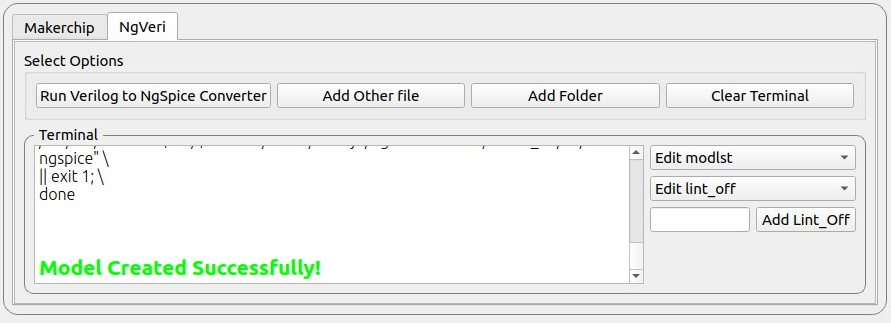 Makerchip
NgVeri
Select Options
Run Verilog to NgSpice Converter
Add Other file
Add Folder
Clear Terminal
Terminal
ngspice" \
|| exit 1; \
done
Model Created Successfully!
Edit modlst
Edit lint_off
Add Lint_Off